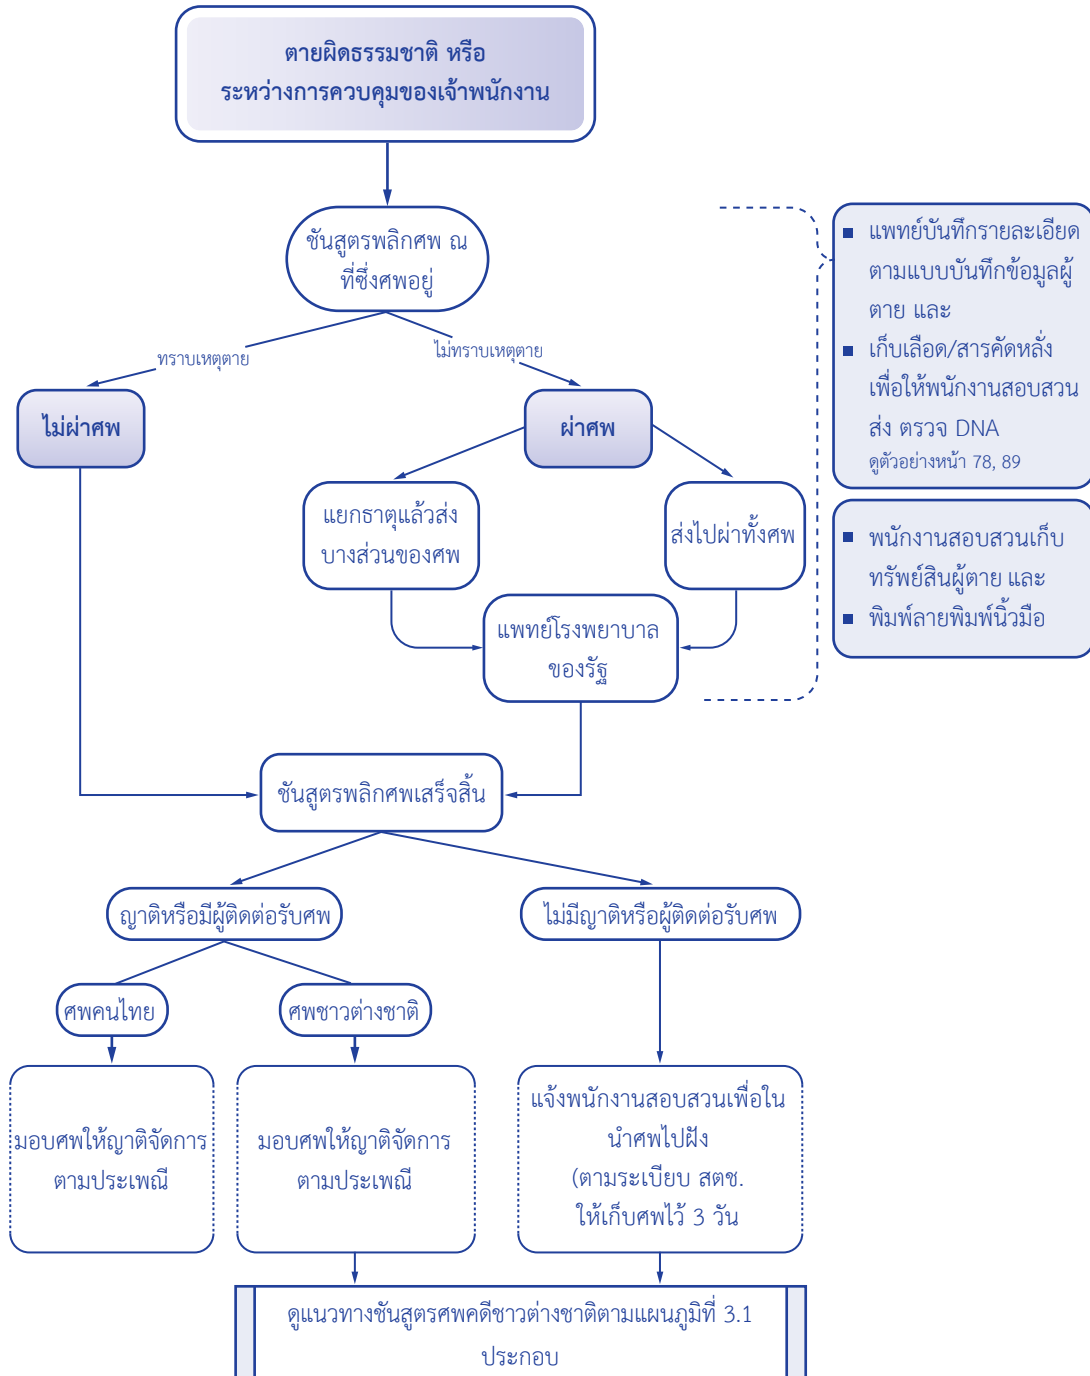 ตายผิดธรรมชาติ หรือ
ระหว่างการควบคุมของเจ้าพนักงาน
ชันสูตรพลิกศพ ณ
ที่ซึ่งศพอยู่
ทราบเหตุตาย
ไม่ทราบเหตุตาย
ไม่ผ่าศพ
ผ่าศพ
แยกธาตุแล้วส่ง
บางส่วนของศพ
ส่งไปผ่าทั้งศพ
แพทย์โรงพยาบาล
ของรัฐ
แพทย์บันทึกรายละเอียด
ตามแบบบันทึกข้อมูลผู้
ตาย และ
เก็บเลือด/สารคัดหลั่ง
เพื่อให้พนักงานสอบสวน
ส่ง ตรวจ DNA
ดูตัวอย่างหน้า 78, 89
พนักงานสอบสวนเก็บ
ทรัพย์สินผู้ตาย และ
พิมพ์ลายพิมพ์นิ้วมือ
ชันสูตรพลิกศพเสร็จสิ้น
ญาติหรือมีผู้ติดต่อรับศพ
ไม่มีญาติหรือผู้ติดต่อรับศพ
ศพคนไทย
ศพชาวต่างชาติ
มอบศพให้ญาติจัดการ
ตามประเพณี
มอบศพให้ญาติจัดการ
ตามประเพณี
แจ้งพนักงานสอบสวนเพื่อใน
นำศพไปฝัง
(ตามระเบียบ สตช.
ให้เก็บศพไว้ 3 วัน
ดูแนวทางชันสูตรศพคดีชาวต่างชาติตามแผนภูมิที่ 3.1
ประกอบ